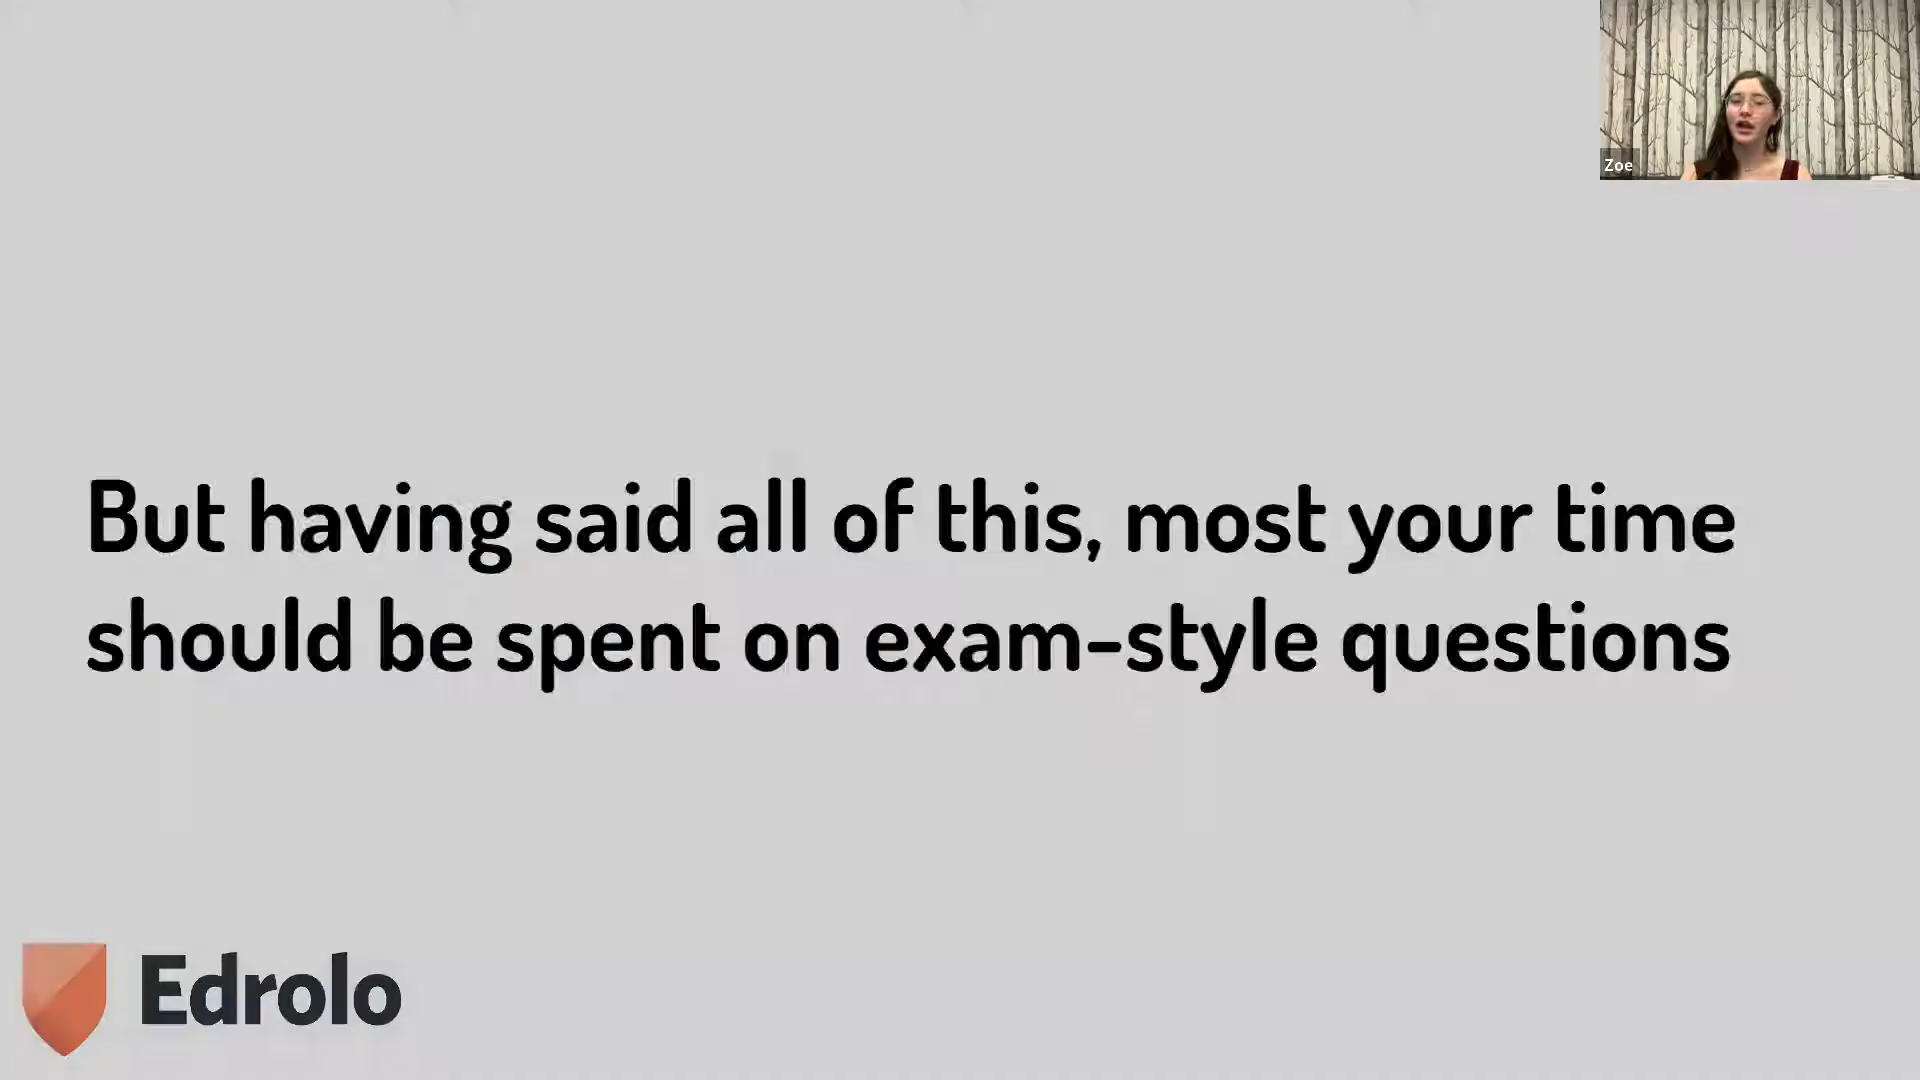 Zoe
But having said all of this, most your time
should be spent on exam-style questions
Edrolo